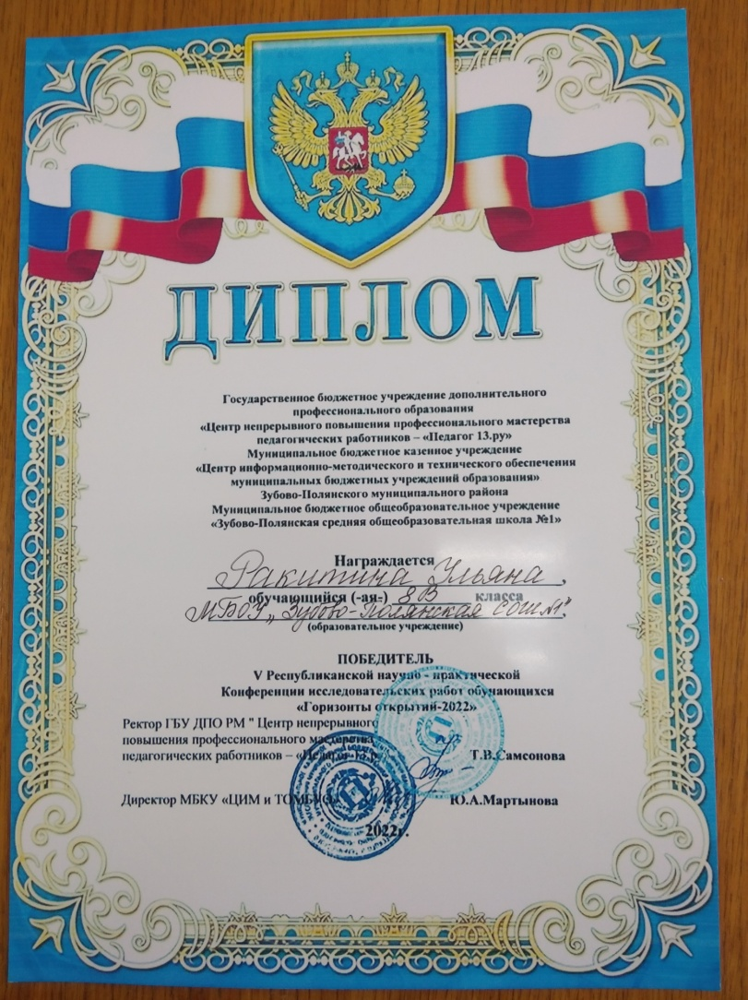 ДИПЛОМ
Государственное бюджетное учреждение дополнительного
профессионального образования
«Центр непрерывного повышения профессионального мастерства
педагогических работников – «Педагог 13.ру»
Муниципальное бюджетное казенное учреждение
«Центр информационно-методического и технического обеспечения
муниципальных бюджетных учреждений образования»
Зубово-Полянского муниципального района
Муниципальное бюджетное общеобразовательное учреждение
«Зубово-Полянская средняя общеобразовательная школа №1»
Награждается
Ракитина Ульяна,
обучающийся (-ая-) 8В класса
МБОУ „Зубово-Полянская СОШ №1".
(образовательное учреждение)
ПОБЕДИТЕЛЬ
V Республиканской научно - практической
Конференции исследовательских работ обучающихся
«Горизонты открытий-2022»
Ректор ГБУ ДПО РМ " Центр непрерывного
повышения профессионального мастерства
педагогических работников – «Педагог 13.ру» Т.В.Самсонова
Директор МБКУ «ЦИМ и ТОМБУО» Ю.А.Мартынова
2022г.